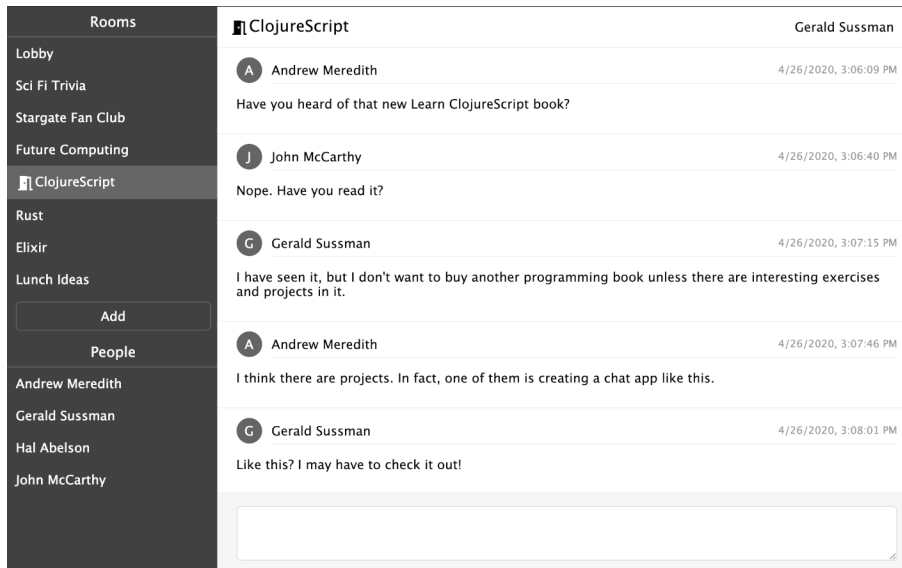 Rooms
Lobby
Sci Fi Trivia
Stargate Fan Club
Future Computing
ClojureScript
Rust
Elixir
Lunch Ideas
Add
People
Andrew Meredith
Gerald Sussman
Hal Abelson
John McCarthy
ClojureScript Gerald Sussman
A Andrew Meredith 4/26/2020, 3:06:09 PM
Have you heard of that new Learn ClojureScript book?
J John McCarthy 4/26/2020, 3:06:40 PM
Nope. Have you read it?
G Gerald Sussman 4/26/2020, 3:07:15 PM
I have seen it, but I don't want to buy another programming book unless there are interesting exercises
and projects in it.
A Andrew Meredith 4/26/2020, 3:07:46 PM
I think there are projects. In fact, one of them is creating a chat app like this.
G Gerald Sussman 4/26/2020, 3:08:01 PM
Like this? I may have to check it out!